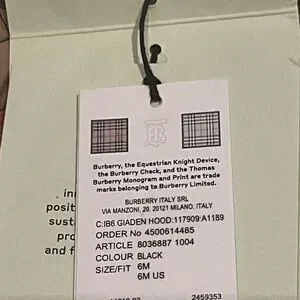 Burberry, the Equestrian Knight Device,
the Burberry Check, and the Thomas
Burberry Monogram and Print are trade
marks belonging to Burberry Limited.
BURBERRY ITALY SRL
VIA MANZONI, 20, 20121 MILANO, ITALY
C:IB6 GIADEN HOOD:117909:A1189
ORDER No 4500614485
ARTICLE 8036887 1004
COLOUR BLACK
SIZE/FIT 6M
6M US
2459353
posit
sust
pro
and f